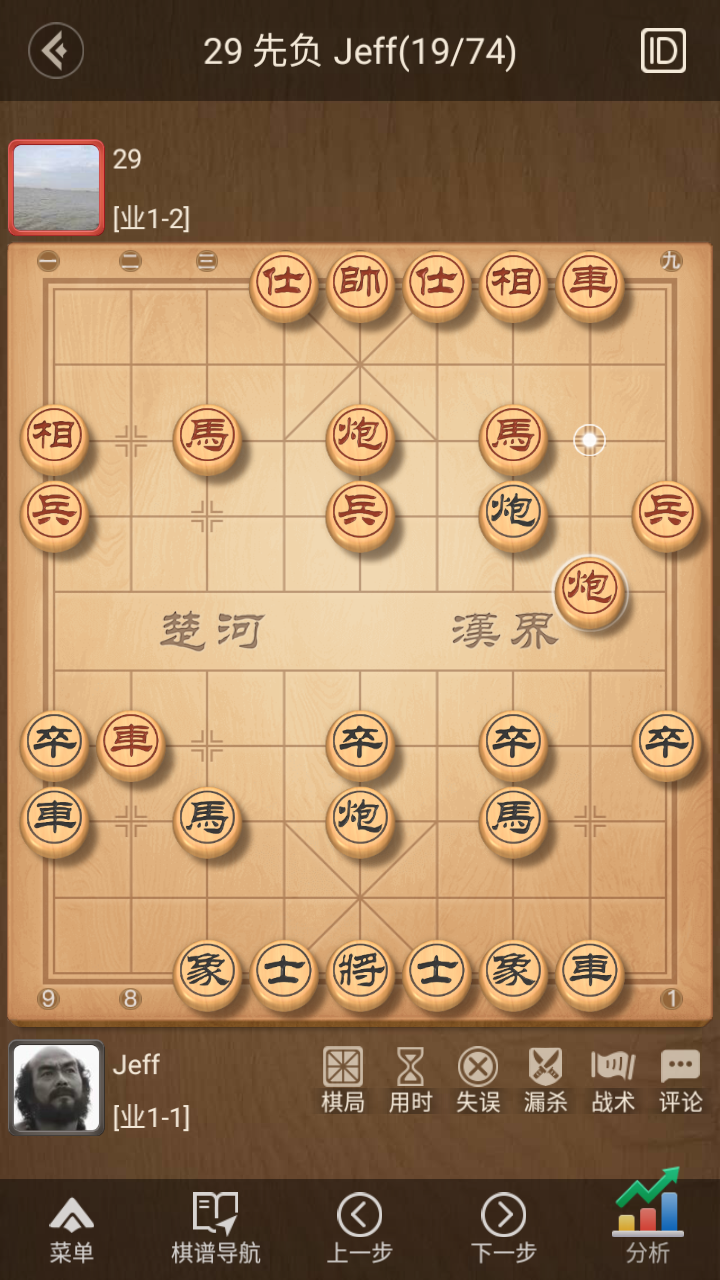 29 先负 Jeff(19/74)
ID
29
[业1-2]
一 二 三 九
仕 帥 仕 相 車
相 馬 炮 馬
兵 兵 炮 兵
炮
楚河 漢界
卒 車 卒 卒 卒
車 馬 炮 馬
象 士 將 士 象 車
9 8 1
Jeff
[业1-1]
棋局 用时 失误 漏杀 战术 评论
菜单 棋谱导航 上一步 下一步 分析